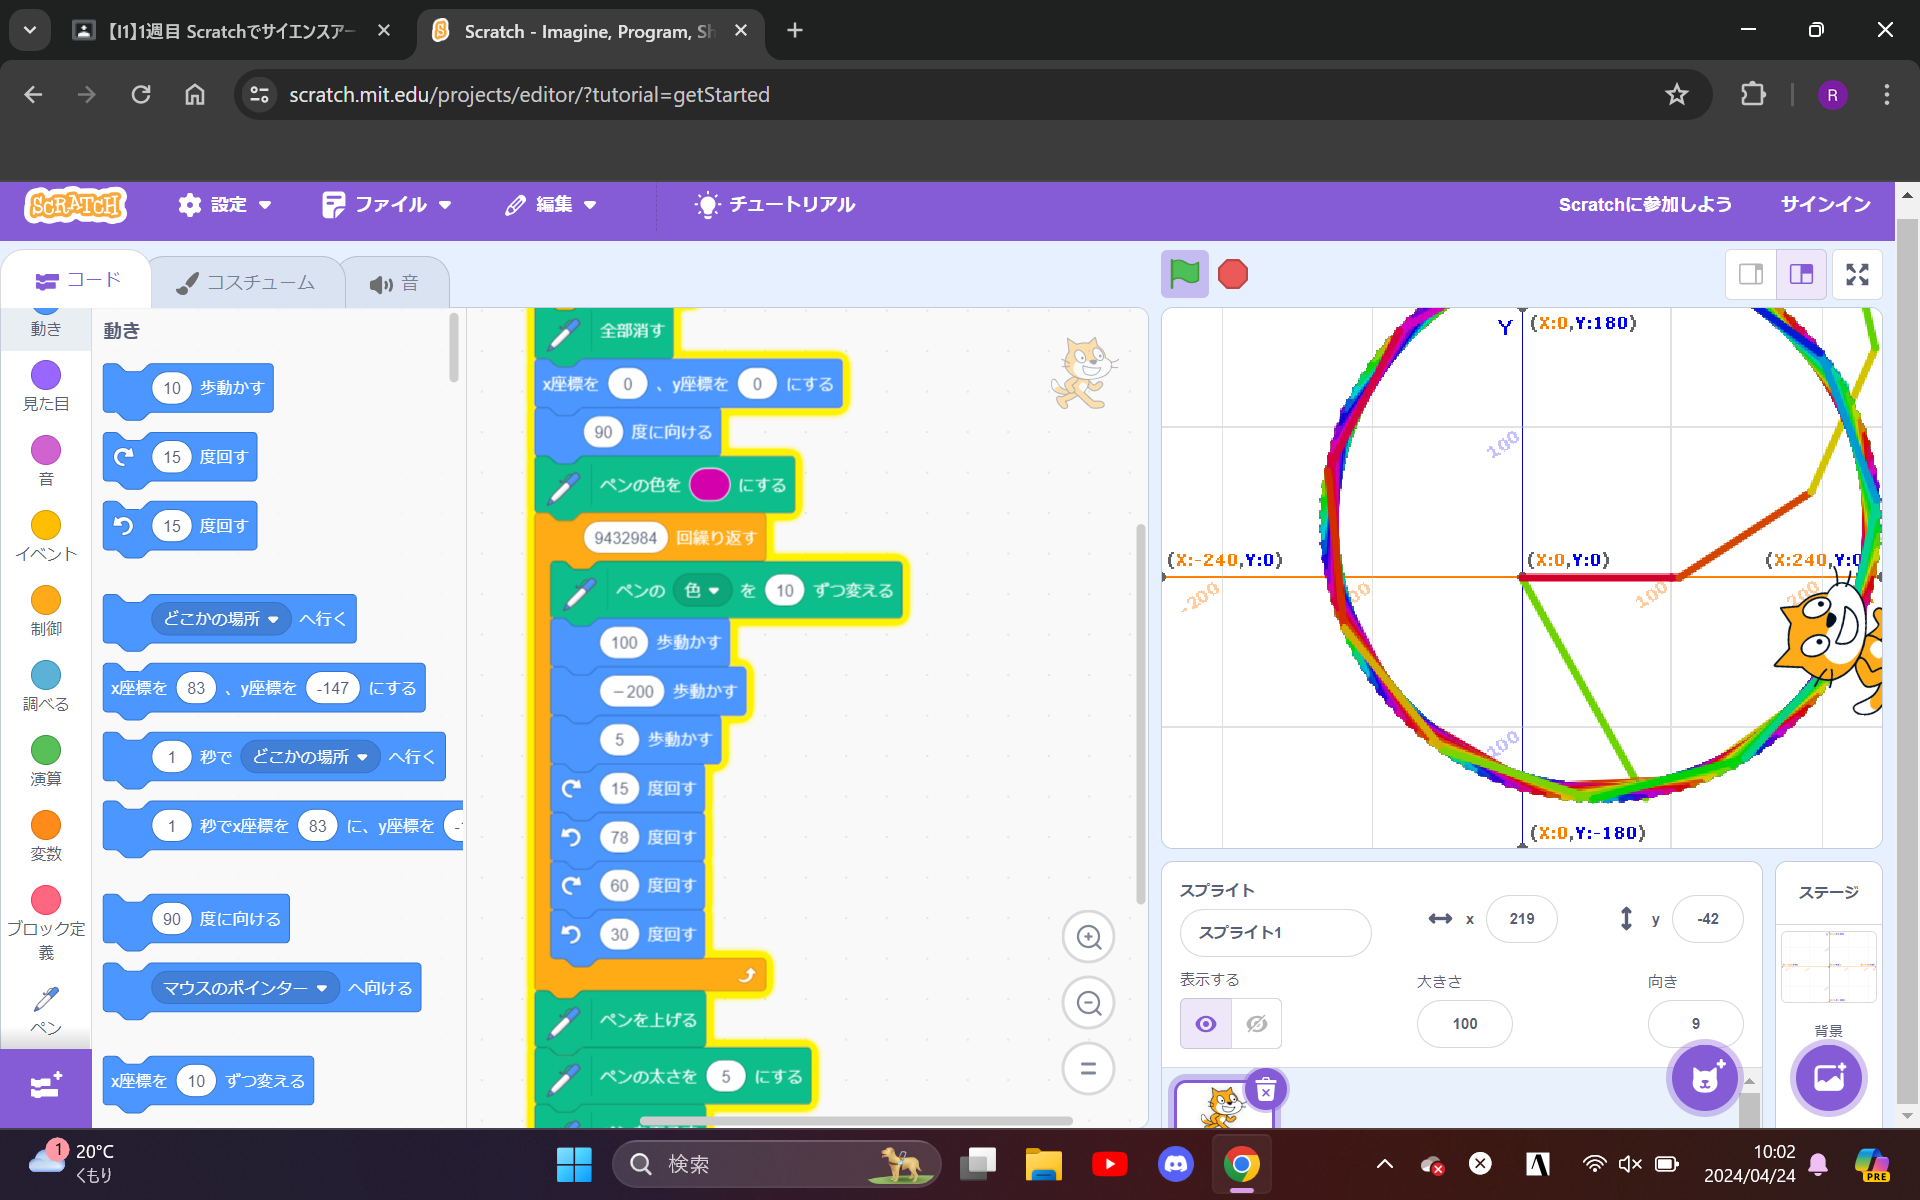 【I1】1週目 Scratchでサイエンスアー
Scratch - Imagine, Program, Sh
scratch.mit.edu/projects/editor/?tutorial=getStarted
R
SCRATCH
設定
ファイル
編集
チュートリアル
Scratchに参加しよう
サインイン
コード
コスチューム
音
動き
見た目
音
イベント
制御
調べる
演算
変数
ブロック定
義
ペン
動き
10 歩動かす
15 度回す
15 度回す
どこかの場所 へ行く
x座標を 83 、y座標を -147 にする
1 秒で どこかの場所 へ行く
1 秒でx座標を 83 に、y座標を
90 度に向ける
マウスのポインター へ向ける
x座標を 10 ずつ変える
全部消す
x座標を 0 、y座標を 0 にする
90 度に向ける
ペンの色を にする
9432984 回繰り返す
ペンの 色 を 10 ずつ変える
100 歩動かす
−200 歩動かす
5 歩動かす
15 度回す
78 度回す
60 度回す
30 度回す
ペンを上げる
ペンの太さを 5 にする
Y (X:0,Y:180)
100
(X:-240,Y:0)
(X:0,Y:0)
(X:240,Y:0
-200
100
200
100
(X:0,Y:-180)
スプライト
スプライト1
x 219
y -42
表示する
大きさ
100
向き
9
ステージ
背景
1
20°C
くもり
検索
10:02
2024/04/24
PRE